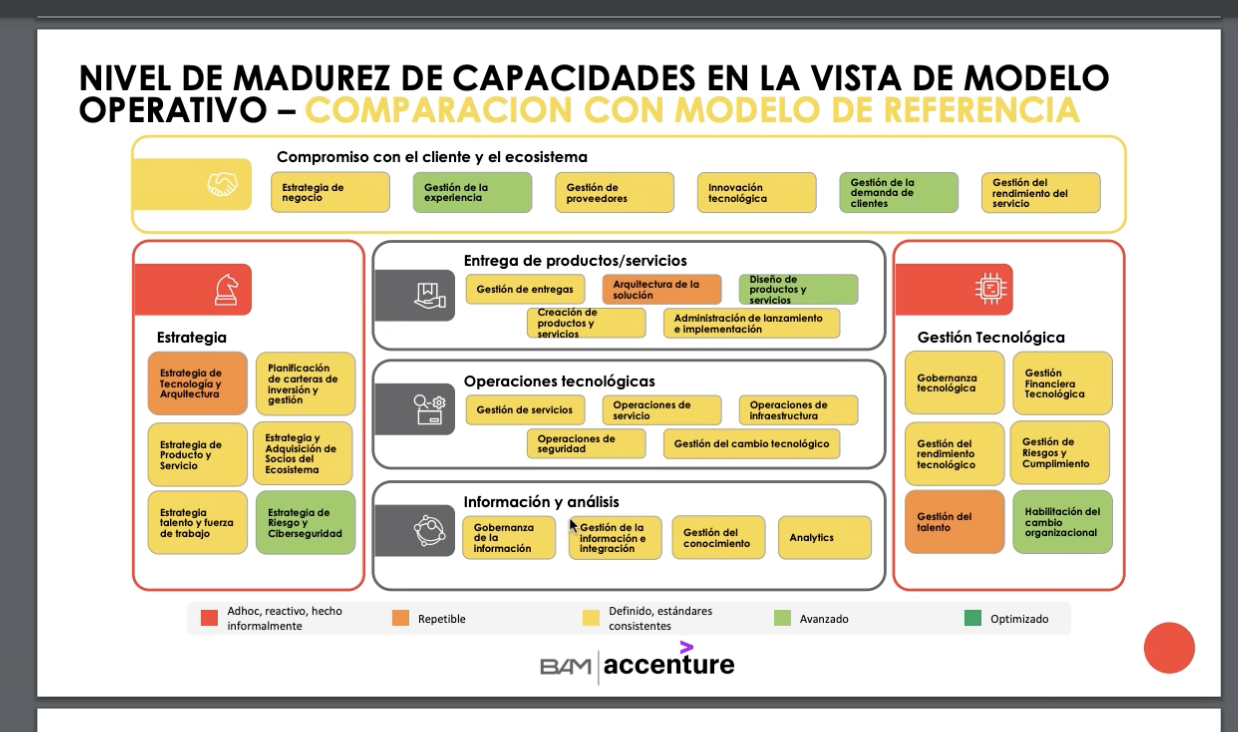 NIVEL DE MADUREZ DE CAPACIDADES EN LA VISTA DE MODELO
OPERATIVO – COMPARACION CON MODELO DE REFERENCIA
Compromiso con el cliente y el ecosistema
Estrategia de
negocio
Gestión de la
experiencia
Gestión de
proveedores
Innovación
tecnológica
Gestión de la
demanda de
clientes
Gestión del
rendimiento del
servicio
Estrategia
Estrategia de
Tecnología y
Arquitectura
Planificación
de carteras de
inversión y
gestión
Estrategia de
Producto y
Servicio
Estrategia y
Adquisición de
Socios del
Ecosistema
Estrategia
talento y fuerza
de trabajo
Estrategia de
Riesgo y
Ciberseguridad
Entrega de productos/servicios
Gestión de entregas
Arquitectura de la
solución
Diseño de
productos y
servicios
Creación de
productos y
servicios
Administración de lanzamiento
e implementación
Operaciones tecnológicas
Gestión de servicios
Operaciones de
servicio
Operaciones de
infraestructura
Operaciones de
seguridad
Gestión del cambio tecnológico
Información y análisis
Gobernanza
de la
información
Gestión de la
información e
integración
Gestión del
conocimiento
Analytics
Gestión Tecnológica
Gobernanza
tecnológica
Gestión
Financiera
Tecnológica
Gestión del
rendimiento
tecnológico
Gestión de
Riesgos y
Cumplimiento
Gestión del
talento
Habilitación del
cambio
organizacional
Adhoc, reactivo, hecho
informalmente
Repetible
Definido, estándares
consistentes
Avanzado
Optimizado
BAM
accenture